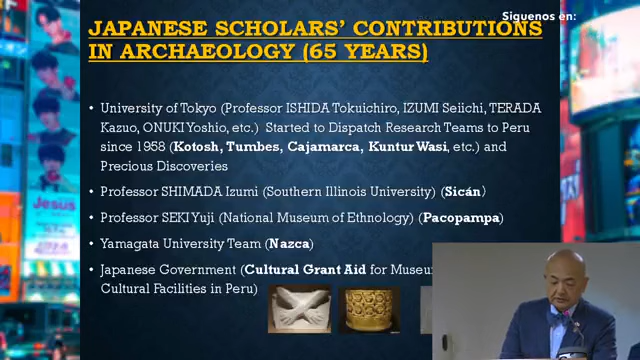 Siguenos en:
JAPANESE SCHOLARS' CONTRIBUTIONS
IN ARCHAEOLOGY (65 YEARS)
• University of Tokyo (Professor ISHIDA Tokuichiro, IZUMI Seiichi, TERADA
Kazuo, ONUKI Yoshio, etc.) Started to Dispatch Research Teams to Peru
since 1958 (Kotosh, Tumbes, Cajamarca, Kuntur Wasi, etc.) and
Precious Discoveries
• Professor SHIMADA Izumi (Southern Illinois University) (Sicán)
• Professor SEKI Yuji (National Museum of Ethnology) (Pacopampa)
• Yamagata University Team (Nazca)
• Japanese Government (Cultural Grant Aid for
Cultural Facilities in Peru)
Jesus